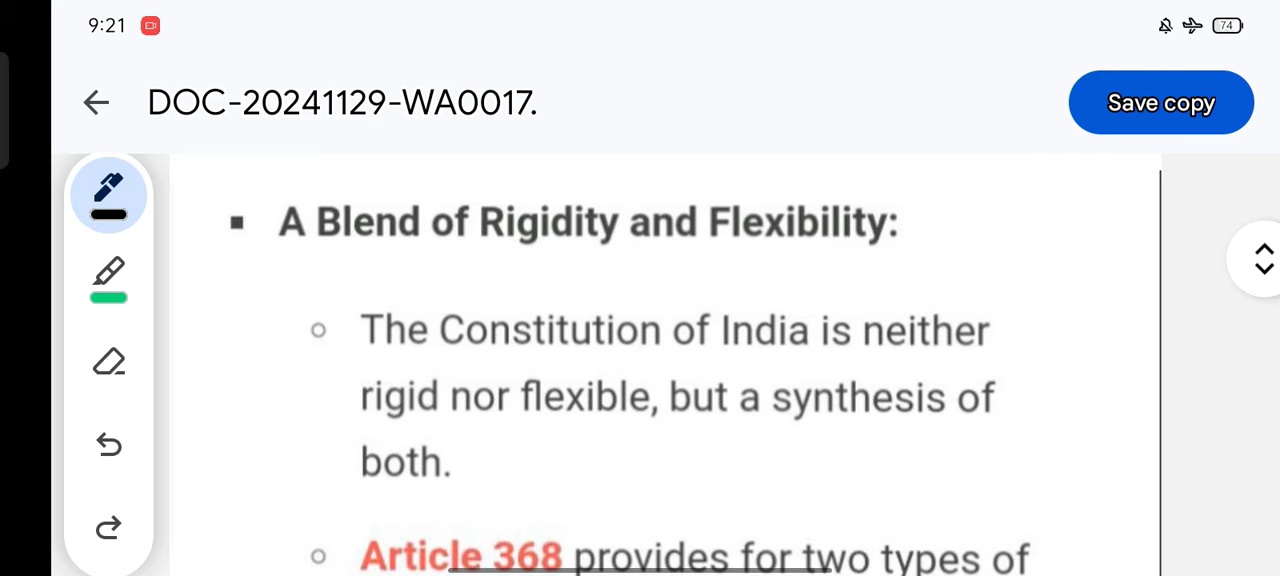 9:21
74
DOC-20241129-WA0017.
Save copy
▪ A Blend of Rigidity and Flexibility:
○ The Constitution of India is neither
rigid nor flexible, but a synthesis of
both.
○ Article 368 provides for two types of